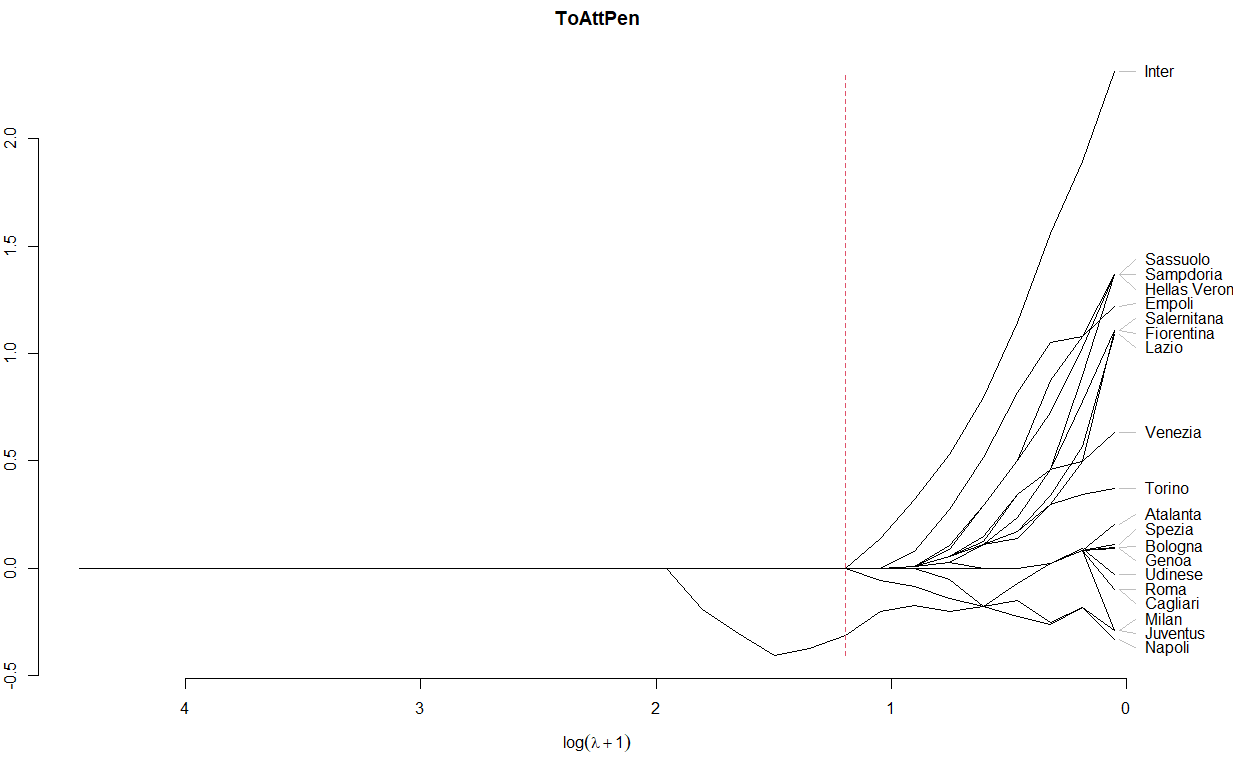 ToAttPen
2.0
1.5
1.0
0.5
0.0
-0.5
Inter
Sassuolo
Sampdoria
Hellas Veron
Empoli
Salernitana
Fiorentina
Lazio
Venezia
Torino
Atalanta
Spezia
Bologna
Genoa
Udinese
Roma
Cagliari
Milan
Juventus
Napoli
4 3 2 1 0
log(λ + 1)